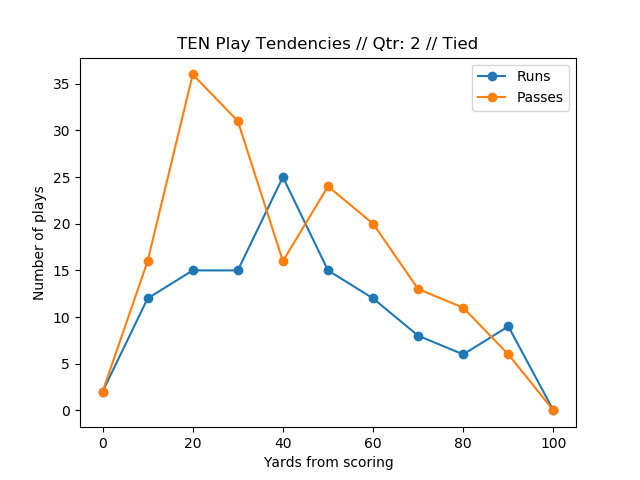 TEN Play Tendencies // Qtr: 2 // Tied
Runs
Passes
Number of plays
35
30
25
20
15
10
5
0
0 20 40 60 80 100
Yards from scoring